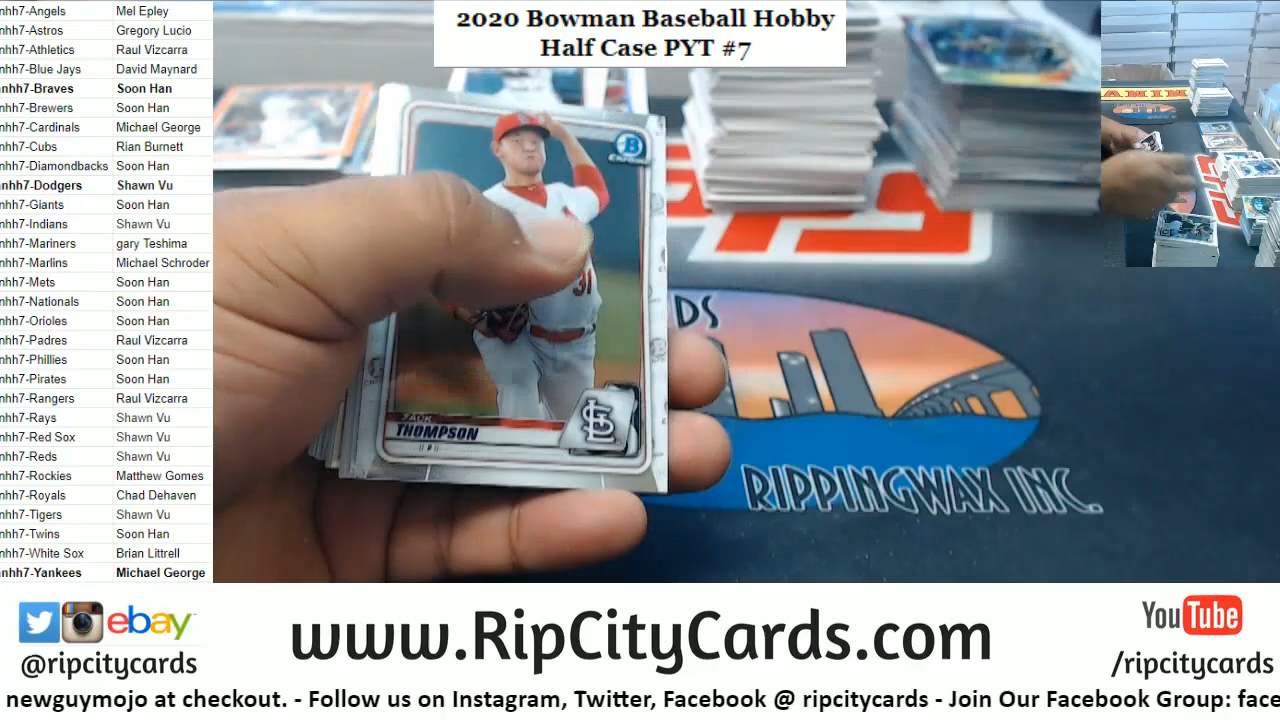 2020 Bowman Baseball Hobby
Half Case PYT #7
nhh7-Angels Mel Epley
nhh7-Astros Gregory Lucio
nhh7-Athletics Raul Vizcarra
nhh7-Blue Jays David Maynard
nhh7-Braves Soon Han
nhh7-Brewers Soon Han
nhh7-Cardinals Michael George
nhh7-Cubs Rian Burnett
nhh7-Diamondbacks Soon Han
nhh7-Dodgers Shawn Vu
nhh7-Giants Soon Han
nhh7-Indians Shawn Vu
nhh7-Mariners gary Teshima
nhh7-Marlins Michael Schroder
nhh7-Mets Soon Han
nhh7-Nationals Soon Han
nhh7-Orioles Soon Han
nhh7-Padres Raul Vizcarra
nhh7-Phillies Soon Han
nhh7-Pirates Soon Han
nhh7-Rangers Raul Vizcarra
nhh7-Rays Shawn Vu
nhh7-Red Sox Shawn Vu
nhh7-Reds Shawn Vu
nhh7-Rockies Matthew Gomes
nhh7-Royals Chad Dehaven
nhh7-Tigers Shawn Vu
nhh7-Twins Soon Han
nhh7-White Sox Brian Littrell
nhh7-Yankees Michael George
B
CHROME
31
ZACK
THOMPSON
STL
DS
RIPPINGWAX INC.
ebay
@ripcitycards
www.RipCityCards.com
YouTube
/ripcitycards
newguymojo at checkout. - Follow us on Instagram, Twitter, Facebook @ ripcitycards - Join Our Facebook Group: face